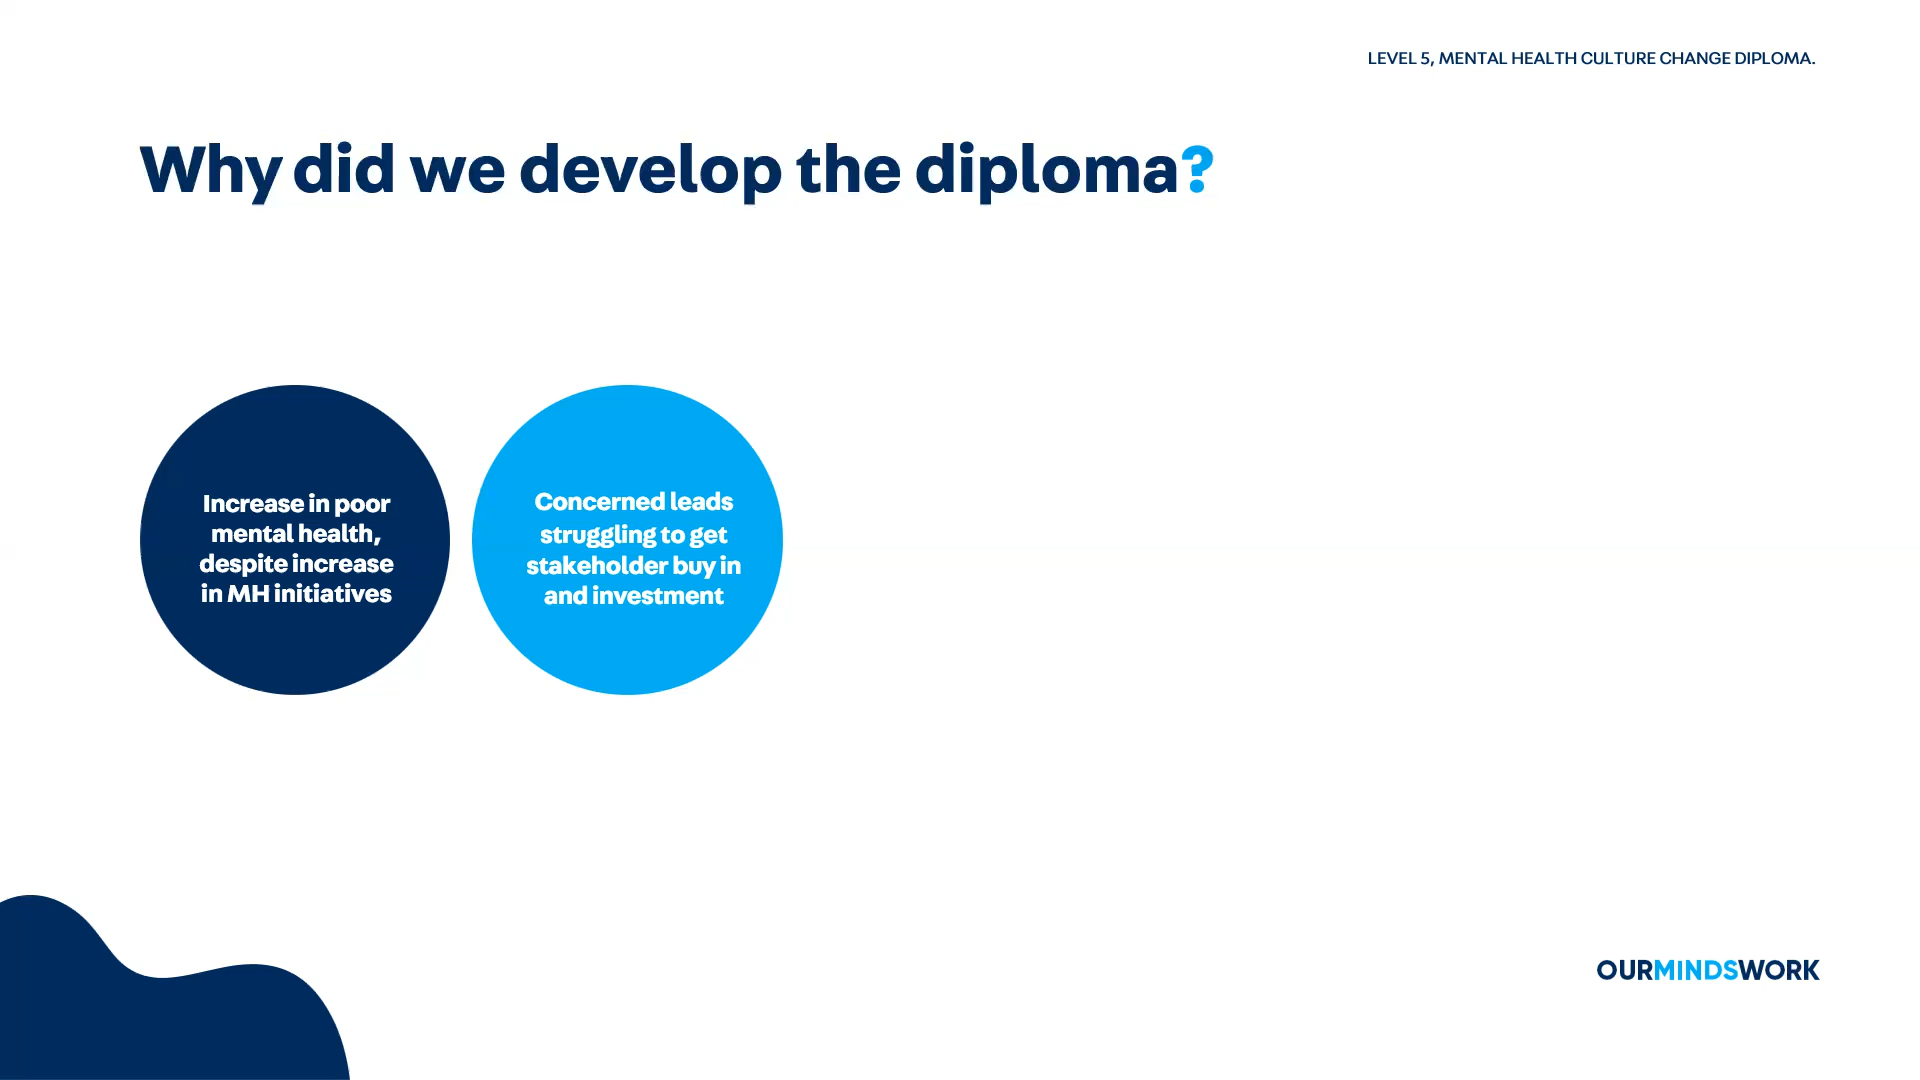 LEVEL 5, MENTAL HEALTH CULTURE CHANGE DIPLOMA.
Why did we develop the diploma?
Increase in poor
mental health,
despite increase
in MH initiatives
Concerned leads
struggling to get
stakeholder buy in
and investment
OURMINDSWORK